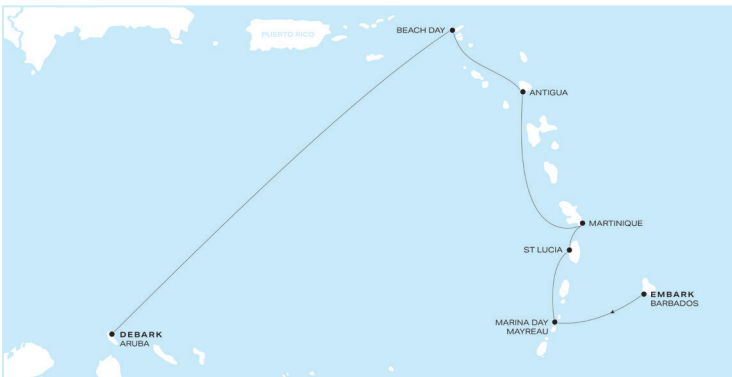 PUERTO RICO
BEACH DAY
ANTIGUA
MARTINIQUE
ST LUCIA
EMBARK
BARBADOS
MARINA DAY
MAYREAU
DEBARK
ARUBA